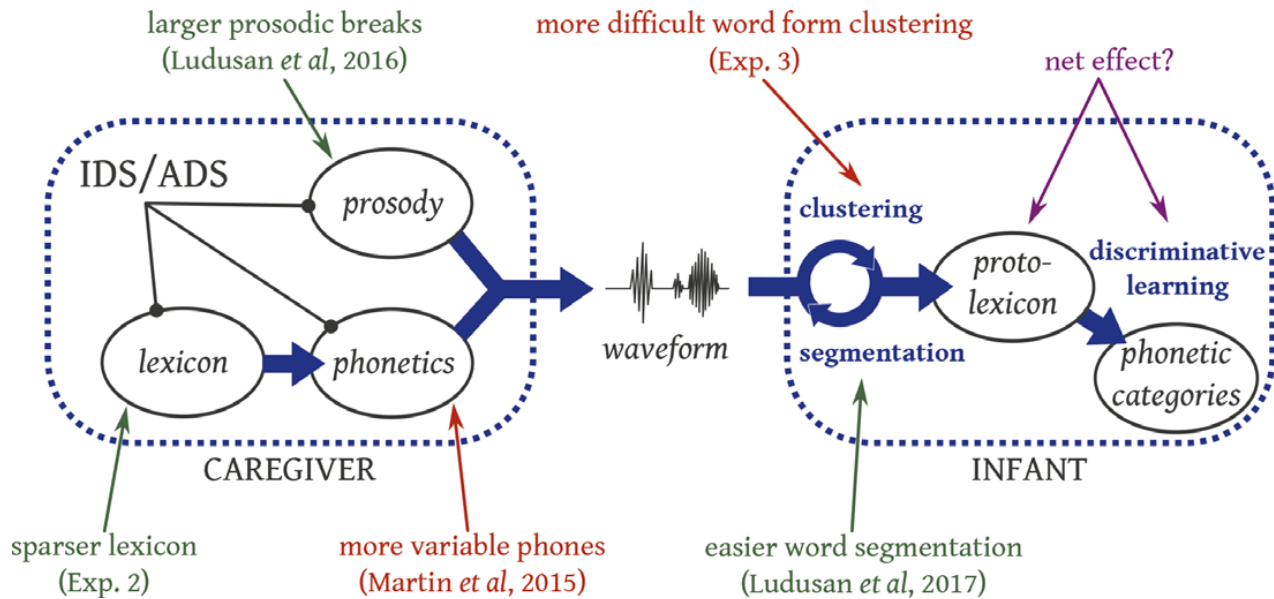 larger prosodic breaks
(Ludusan et al, 2016)
more difficult word form clustering
(Exp. 3)
net effect?
IDS/ADS
prosody
lexicon
phonetics
CAREGIVER
waveform
clustering
segmentation
proto-
lexicon
discriminative
learning
phonetic
categories
INFANT
sparser lexicon
(Exp. 2)
more variable phones
(Martin et al, 2015)
easier word segmentation
(Ludusan et al, 2017)